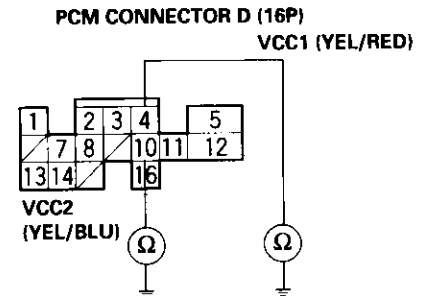 PCM CONNECTOR D (16P)
VCC1 (YEL/RED)
1 2 3 4 5
7 8 10 11 12
13 14 16
VCC2
(YEL/BLU)
Ω Ω